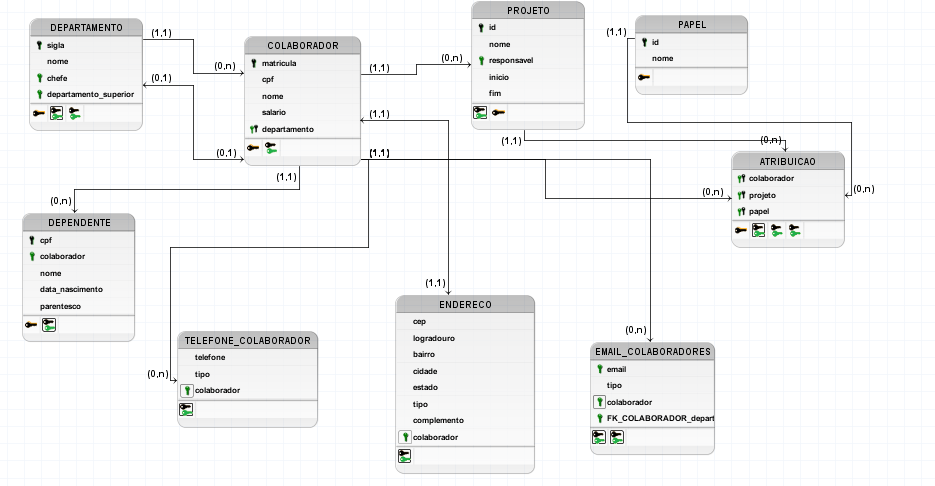 DEPARTAMENTO
sigla
nome
chefe
departamento_superior
(1,1)
(0,n)
(0,1)
(0,1)
COLABORADOR
matricula
cpf
nome
salario
departamento
(1,1)
(0,n)
(1,1)
(1,1)
(1,1)
PROJETO
id
nome
responsavel
inicio
fim
(1,1)
(0,n)
PAPEL
id
nome
(1,1)
(0,n)
ATRIBUICAO
colaborador
projeto
papel
(0,n)
DEPENDENTE
cpf
colaborador
nome
data_nascimento
parentesco
(0,n)
TELEFONE_COLABORADOR
telefone
tipo
colaborador
(0,n)
ENDERECO
cep
logradouro
bairro
cidade
estado
tipo
complemento
colaborador
(1,1)
EMAIL_COLABORADORES
email
tipo
colaborador
FK_COLABORADOR_depart
(0,n)